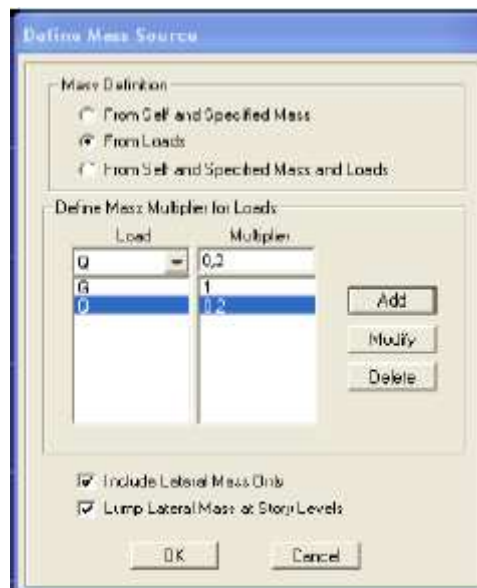 Define Mass Source
Mass Definition
From Self and Specified Mass
From Loads
From Self and Specified Mass and Loads
Define Mass Multiplier for Loads
Load Multiplier
Q 0,2
G 1
Q 0,2
Add
Modify
Delete
Include Lateral Mass Only
Lump Lateral Mass at Story Levels
OK Cancel